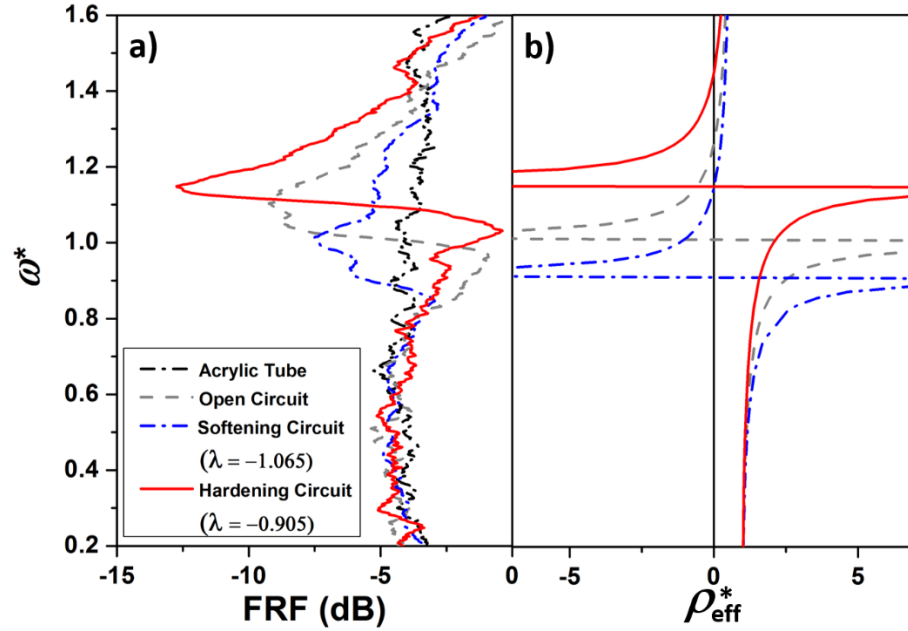 a)
b)
1.6
1.4
1.2
1.0
0.8
0.6
0.4
0.2
ω*
Acrylic Tube
Open Circuit
Softening Circuit
(λ = −1.065)
Hardening Circuit
(λ = −0.905)
-15 -10 -5 0 -5 0 5
FRF (dB)
ρ*eff